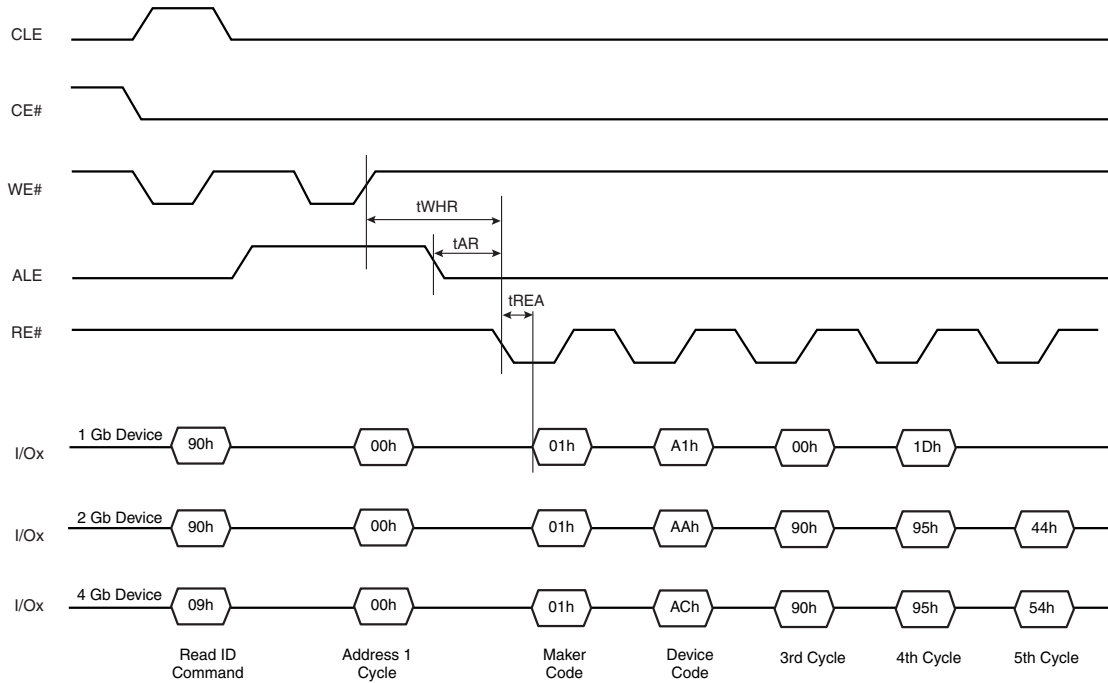 CLE
CE#
WE#
tWHR
tAR
ALE
tREA
RE#
I/Ox 1 Gb Device 90h 00h 01h A1h 00h 1Dh
I/Ox 2 Gb Device 90h 00h 01h AAh 90h 95h 44h
I/Ox 4 Gb Device 09h 00h 01h ACh 90h 95h 54h
Read ID
Command
Address 1
Cycle
Maker
Code
Device
Code
3rd Cycle
4th Cycle
5th Cycle